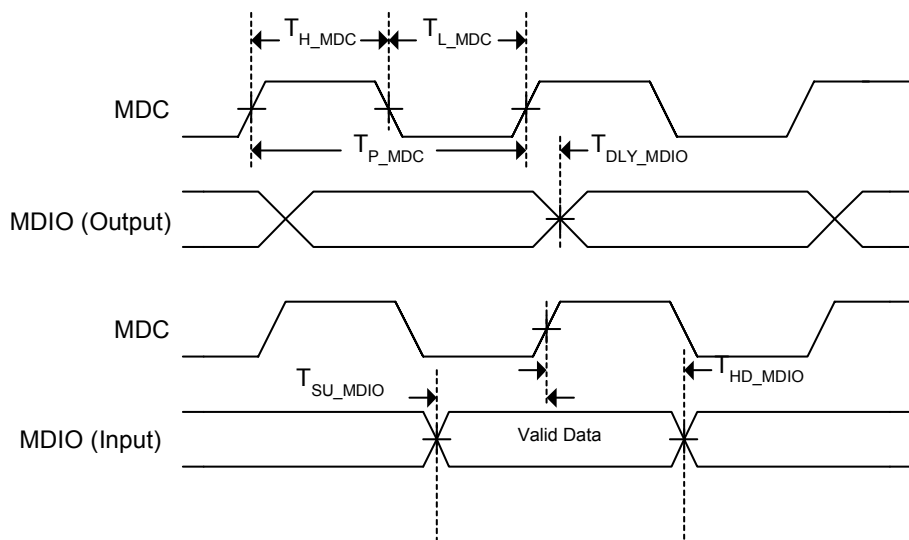 T_H_MDC T_L_MDC
MDC
T_P_MDC T_DLY_MDIO
MDIO (Output)
MDC
T_SU_MDIO T_HD_MDIO
MDIO (Input) Valid Data